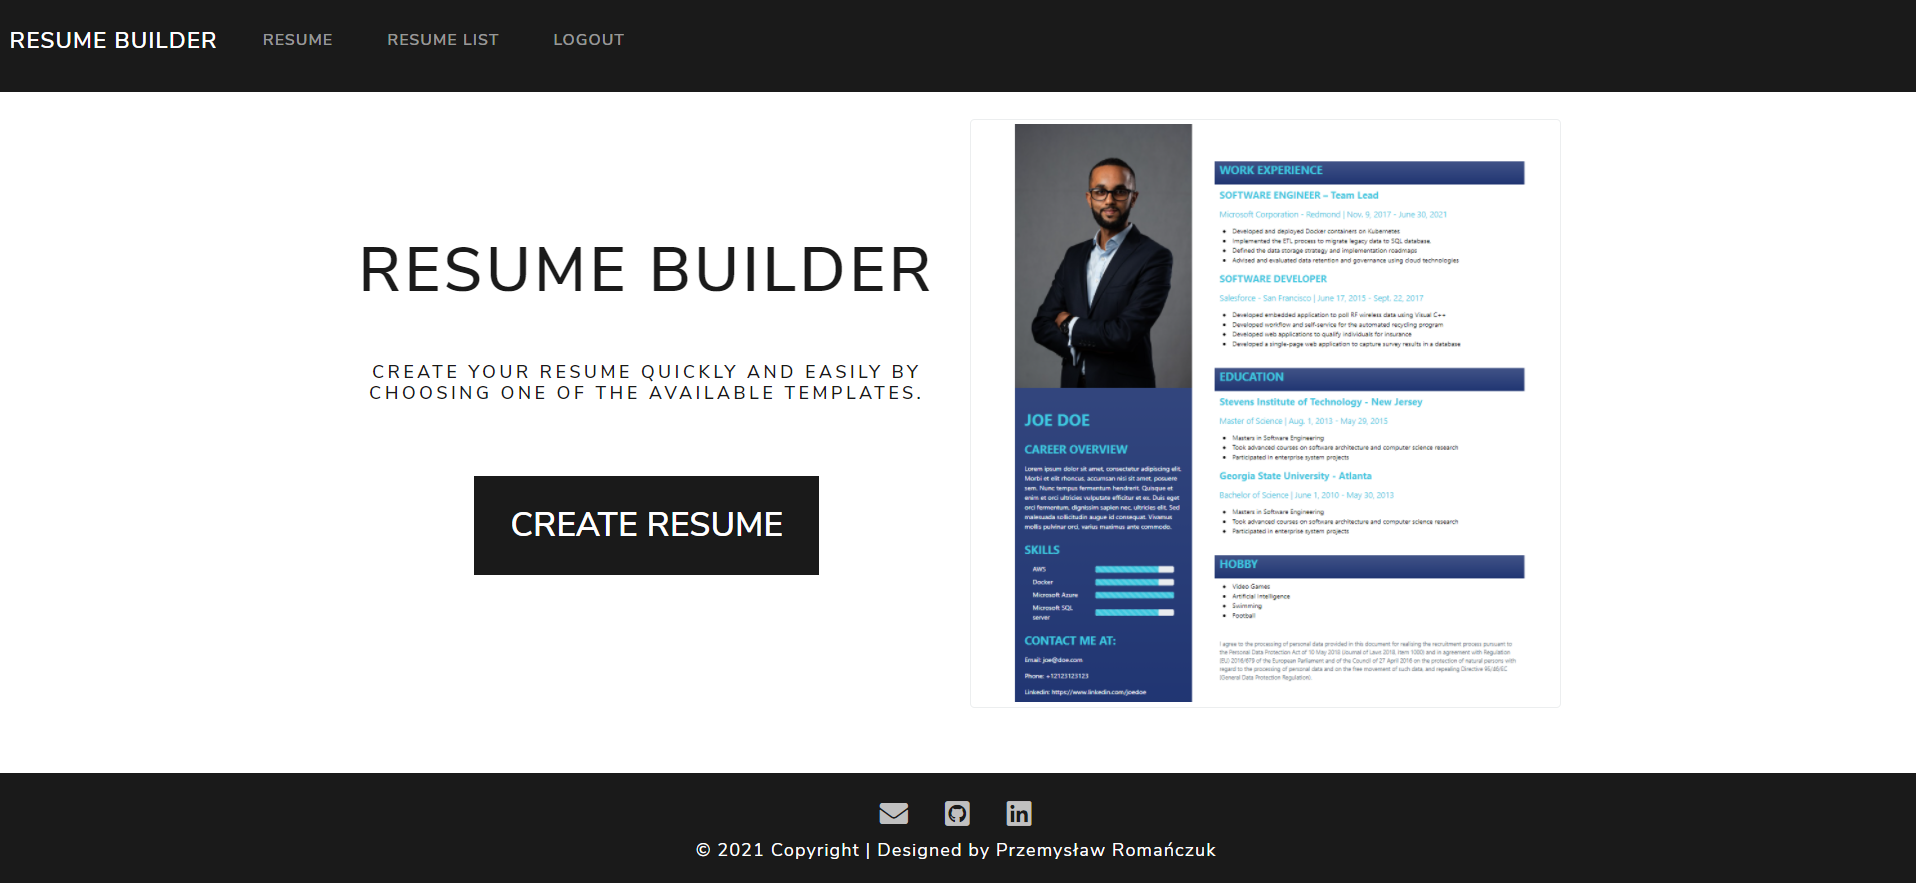 RESUME BUILDER
RESUME
RESUME LIST
LOGOUT
RESUME BUILDER
CREATE YOUR RESUME QUICKLY AND EASILY BY
CHOOSING ONE OF THE AVAILABLE TEMPLATES.
CREATE RESUME
JOE DOE
CAREER OVERVIEW
Lorem ipsum dolor sit amet, consectetur adipiscing elit.
Morbi et elit rhoncus, accumsan nisi sit amet, posuere
sem. Nunc tempus fermentum hendrerit. Quisque et
enim et orci ultricies vulputate efficitur et ex. Duis eget
orci fermentum, dignissim sapien nec, ultricies elit. Sed
malesuada sollicitudin augue id consequat. Vivamus
mollis pulvinar orci, varius maximus ante commodo.
SKILLS
AWS
Docker
Microsoft Azure
Microsoft SQL
server
CONTACT ME AT:
Email: joe@doe.com
Phone: +12123123123
Linkedin: https://www.linkedin.com/joedoe
WORK EXPERIENCE
SOFTWARE ENGINEER – Team Lead
Microsoft Corporation - Redmond | Nov. 9, 2017 - June 30, 2021
Developed and deployed Docker containers on Kubernetes
Implemented the ETL process to migrate legacy data to SQL database.
Defined the data storage strategy and implementation roadmaps
Advised and evaluated data retention and governance using cloud technologies
SOFTWARE DEVELOPER
Salesforce - San Francisco | June 17, 2015 - Sept. 22, 2017
Developed embedded application to poll RF wireless data using Visual C++
Developed workflow and self-service for the automated recycling program
Developed web applications to qualify individuals for insurance
Developed a single-page web application to capture survey results in a database
EDUCATION
Stevens Institute of Technology - New Jersey
Master of Science | Aug. 1, 2013 - May 29, 2015
Masters in Software Engineering
Took advanced courses on software architecture and computer science research
Participated in enterprise system projects
Georgia State University - Atlanta
Bachelor of Science | June 1, 2010 - May 30, 2013
Masters in Software Engineering
Took advanced courses on software architecture and computer science research
Participated in enterprise system projects
HOBBY
Video Games
Artificial Intelligence
Swimming
Football
I agree to the processing of personal data provided in this document for realising the recruitment process pursuant to
the Personal Data Protection Act of 10 May 2018 (Journal of Laws 2018, item 1000) and in agreement with Regulation
(EU) 2016/679 of the European Parliament and of the Council of 27 April 2016 on the protection of natural persons with
regard to the processing of personal data and on the free movement of such data, and repealing Directive 95/46/EC
(General Data Protection Regulation).
© 2021 Copyright | Designed by Przemysław Romańczuk